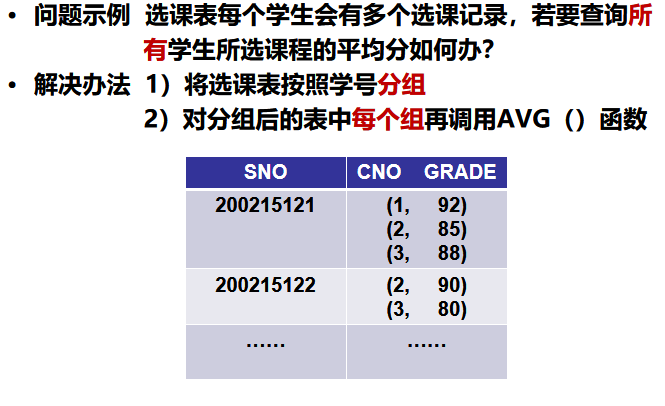 • 问题示例 选课表每个学生会有多个选课记录，若要查询所
有学生所选课程的平均分如何办？
• 解决办法 1）将选课表按照学号分组
2）对分组后的表中每个组再调用AVG（）函数
SNO CNO GRADE
200215121 (1, 92)
(2, 85)
(3, 88)
200215122 (2, 90)
(3, 80)
…… ……